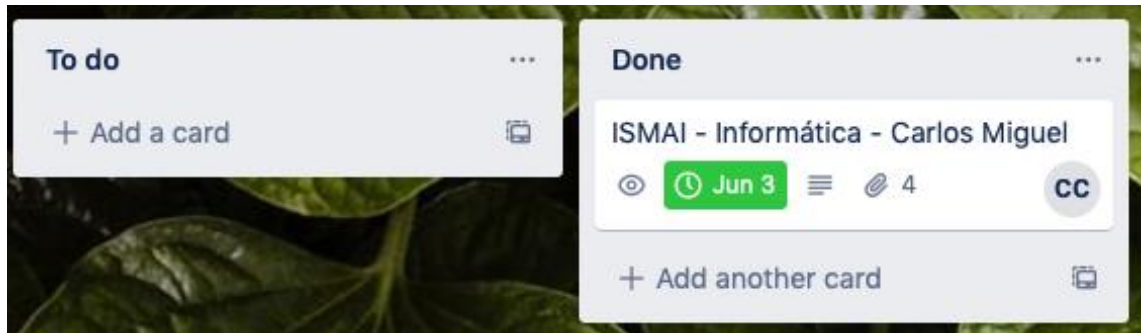 To do
Add a card
Done
ISMAI - Informática - Carlos Miguel
Jun 3
4
CC
Add another card